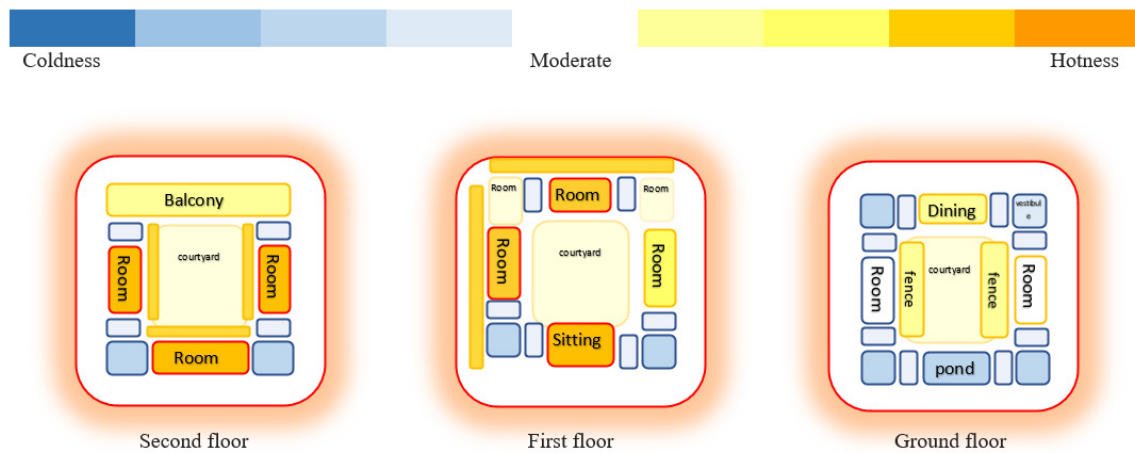 Coldness
Moderate
Hotness
Balcony
courtyard
Room
Room
Room
Second floor
Room
Room
Room
courtyard
Room
Room
Sitting
First floor
Dining
vestibule
courtyard
fence
fence
Room
Room
pond
Ground floor